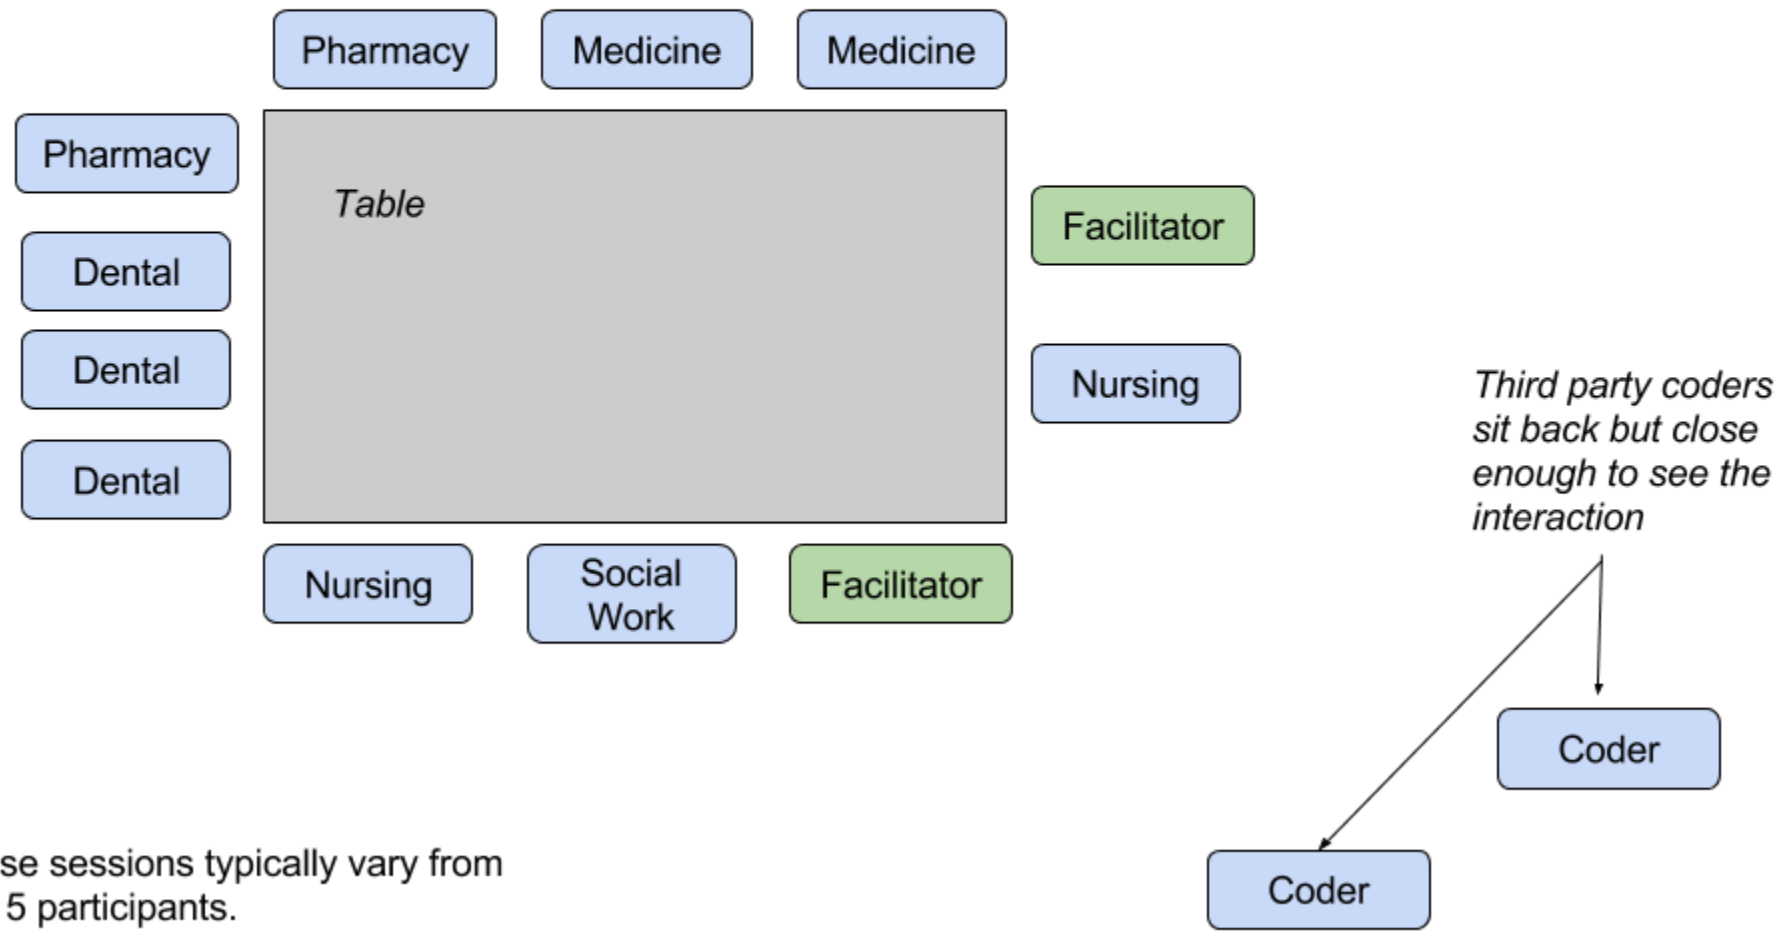 Pharmacy
Medicine
Medicine
Pharmacy
Table
Facilitator
Dental
Dental
Nursing
Dental
Third party coders
sit back but close
enough to see the
interaction
Nursing
Social
Work
Facilitator
Coder
Coder
se sessions typically vary from
5 participants.